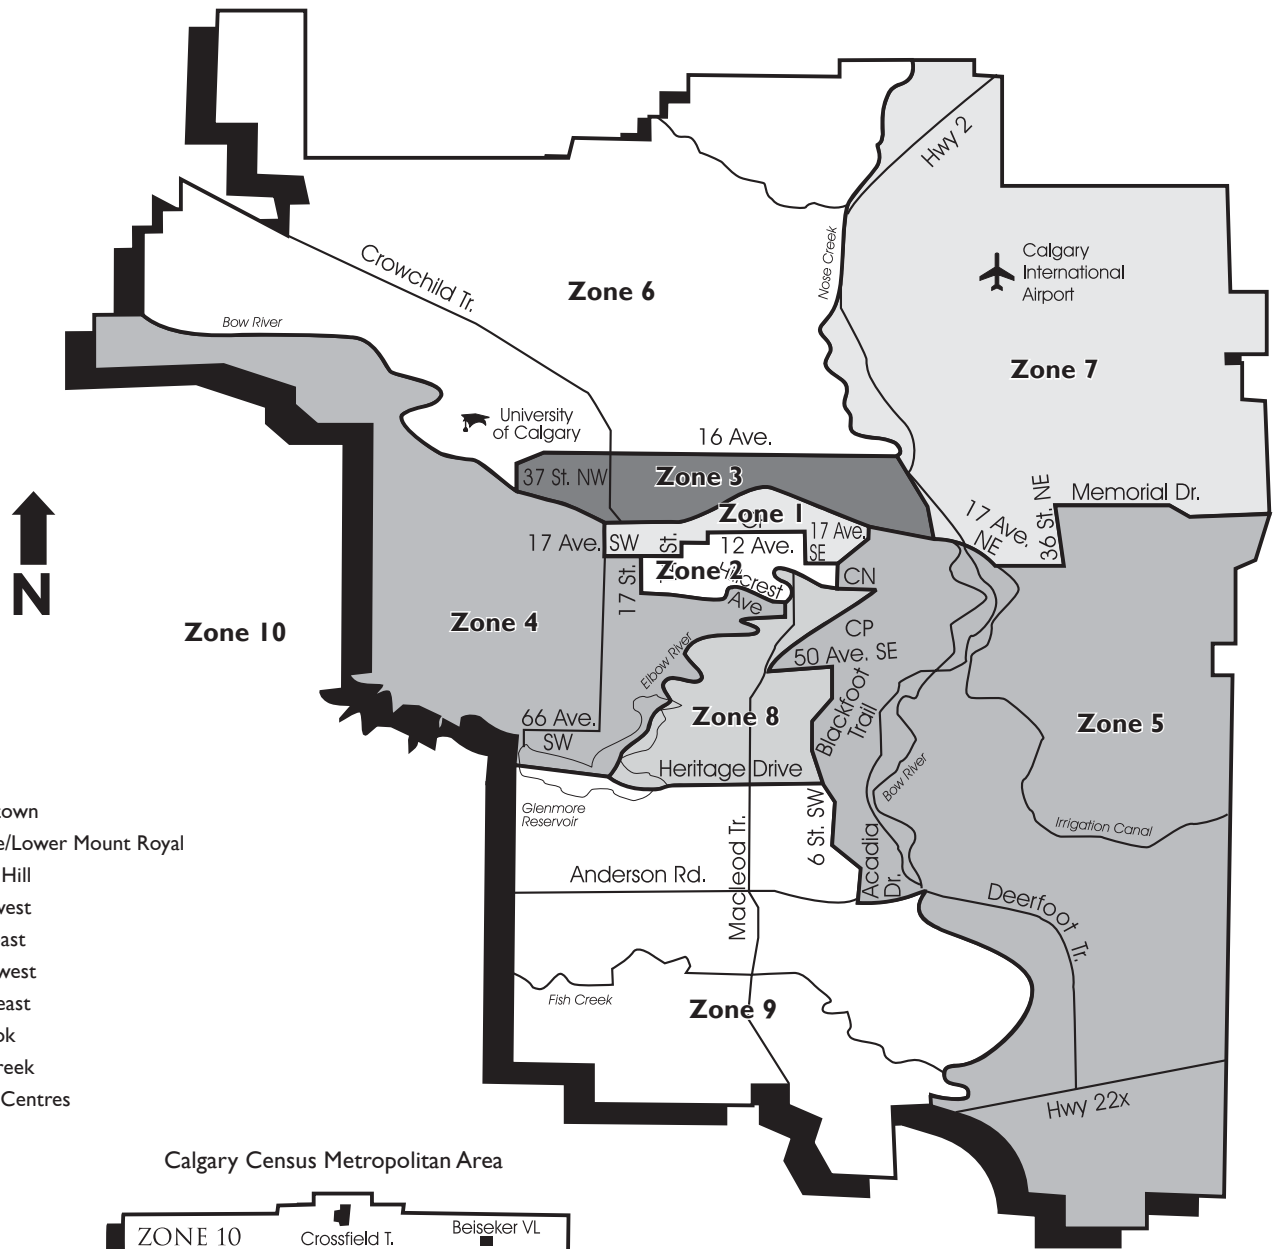 Hwy 2
Nose Creek
Calgary
International
Airport
Crowchild Tr.
Zone 6
Bow River
Zone 7
University
of Calgary
16 Ave.
37 St. NW
Zone 3
36 St. NE
Memorial Dr.
17 Ave.
NE
Zone 1
17 Ave.
SW
St.
12 Ave.
17 Ave.
SE
Zone 2
17 St.
Hillcrest
Ave
CN
N
Zone 10
Zone 4
CP
50 Ave. SE
Elbow River
Zone 8
Blackfoot
Trail
Zone 5
66 Ave.
SW
Heritage Drive
Bow River
Glenmore
Reservoir
6 St. SW
Irrigation Canal
Macleod Tr.
Acadia
Dr.
Anderson Rd.
Deerfoot Tr.
Fish Creek
Zone 9
Hwy 22x
town
e/Lower Mount Royal
Hill
west
ast
west
east
ok
reek
Centres
Calgary Census Metropolitan Area
ZONE 10
Crossfield T.
Beiseker VL